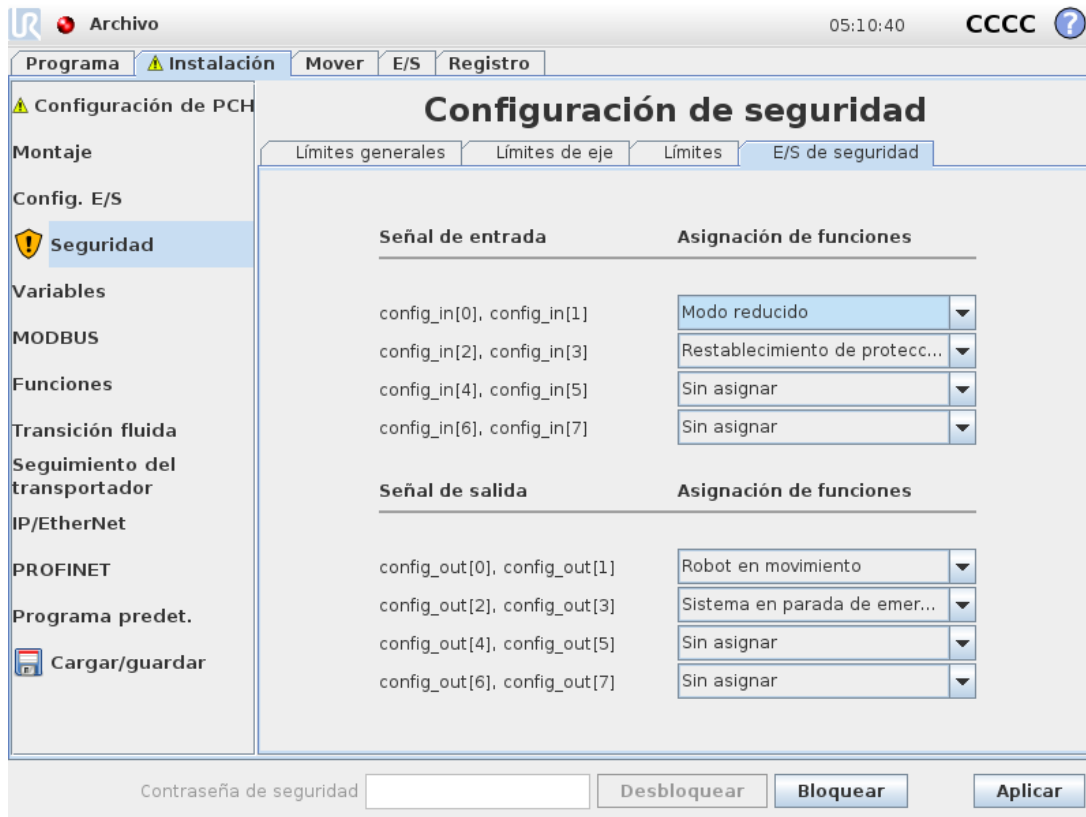 UR Archivo 05:10:40 CCCC ?
Programa Instalación Mover E/S Registro
Configuración de PCH
Montaje
Config. E/S
Seguridad
Variables
MODBUS
Funciones
Transición fluida
Seguimiento del
transportador
IP/EtherNet
PROFINET
Programa predet.
Cargar/guardar
Configuración de seguridad
Límites generales Límites de eje Límites E/S de seguridad
Señal de entrada Asignación de funciones
config_in[0], config_in[1] Modo reducido
config_in[2], config_in[3] Restablecimiento de protecc...
config_in[4], config_in[5] Sin asignar
config_in[6], config_in[7] Sin asignar
Señal de salida Asignación de funciones
config_out[0], config_out[1] Robot en movimiento
config_out[2], config_out[3] Sistema en parada de emer...
config_out[4], config_out[5] Sin asignar
config_out[6], config_out[7] Sin asignar
Contraseña de seguridad Desbloquear Bloquear Aplicar